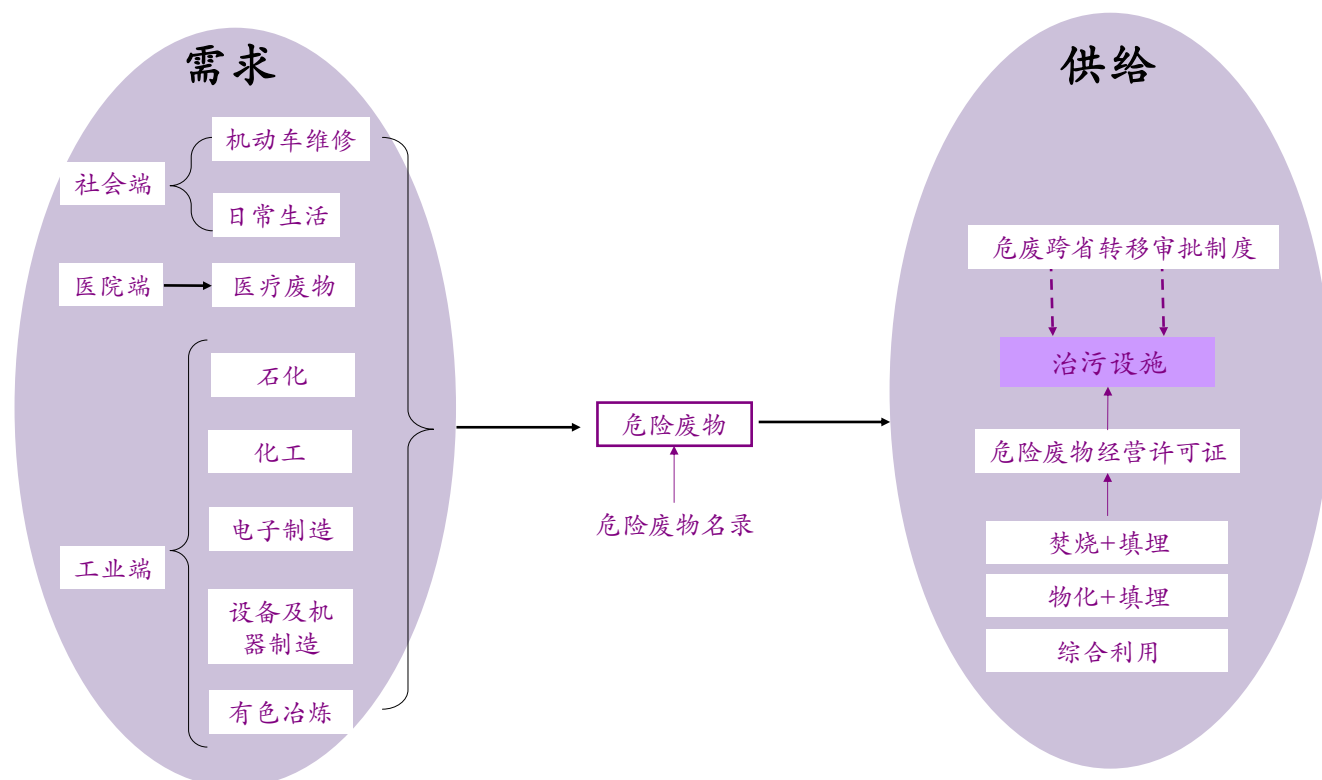 需求
社会端
机动车维修
日常生活
医院端
医疗废物
工业端
石化
化工
电子制造
设备及机
器制造
有色冶炼
危险废物
危险废物名录
供给
危废跨省转移审批制度
治污设施
危险废物经营许可证
焚烧+填埋
物化+填埋
综合利用